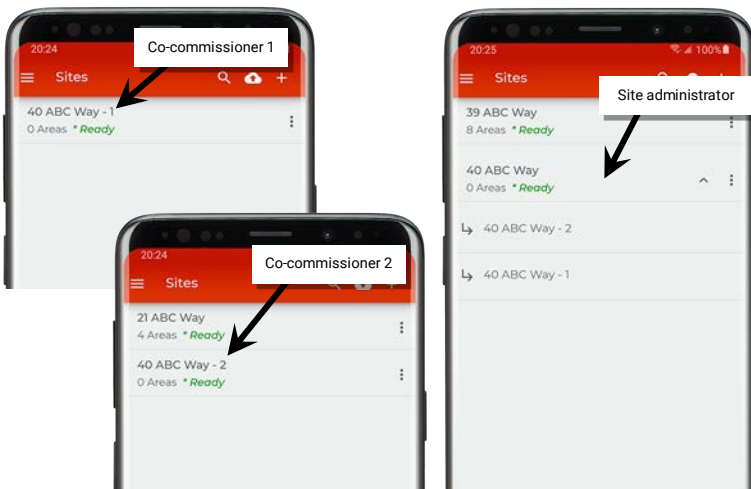 20:24
Co-commissioner 1
Sites
40 ABC Way - 1
0 Areas * Ready
20:24
Co-commissioner 2
Sites
21 ABC Way
4 Areas * Ready
40 ABC Way - 2
0 Areas * Ready
20:25
100%
Sites
Site administrator
39 ABC Way
8 Areas * Ready
40 ABC Way
0 Areas * Ready
40 ABC Way - 2
40 ABC Way - 1